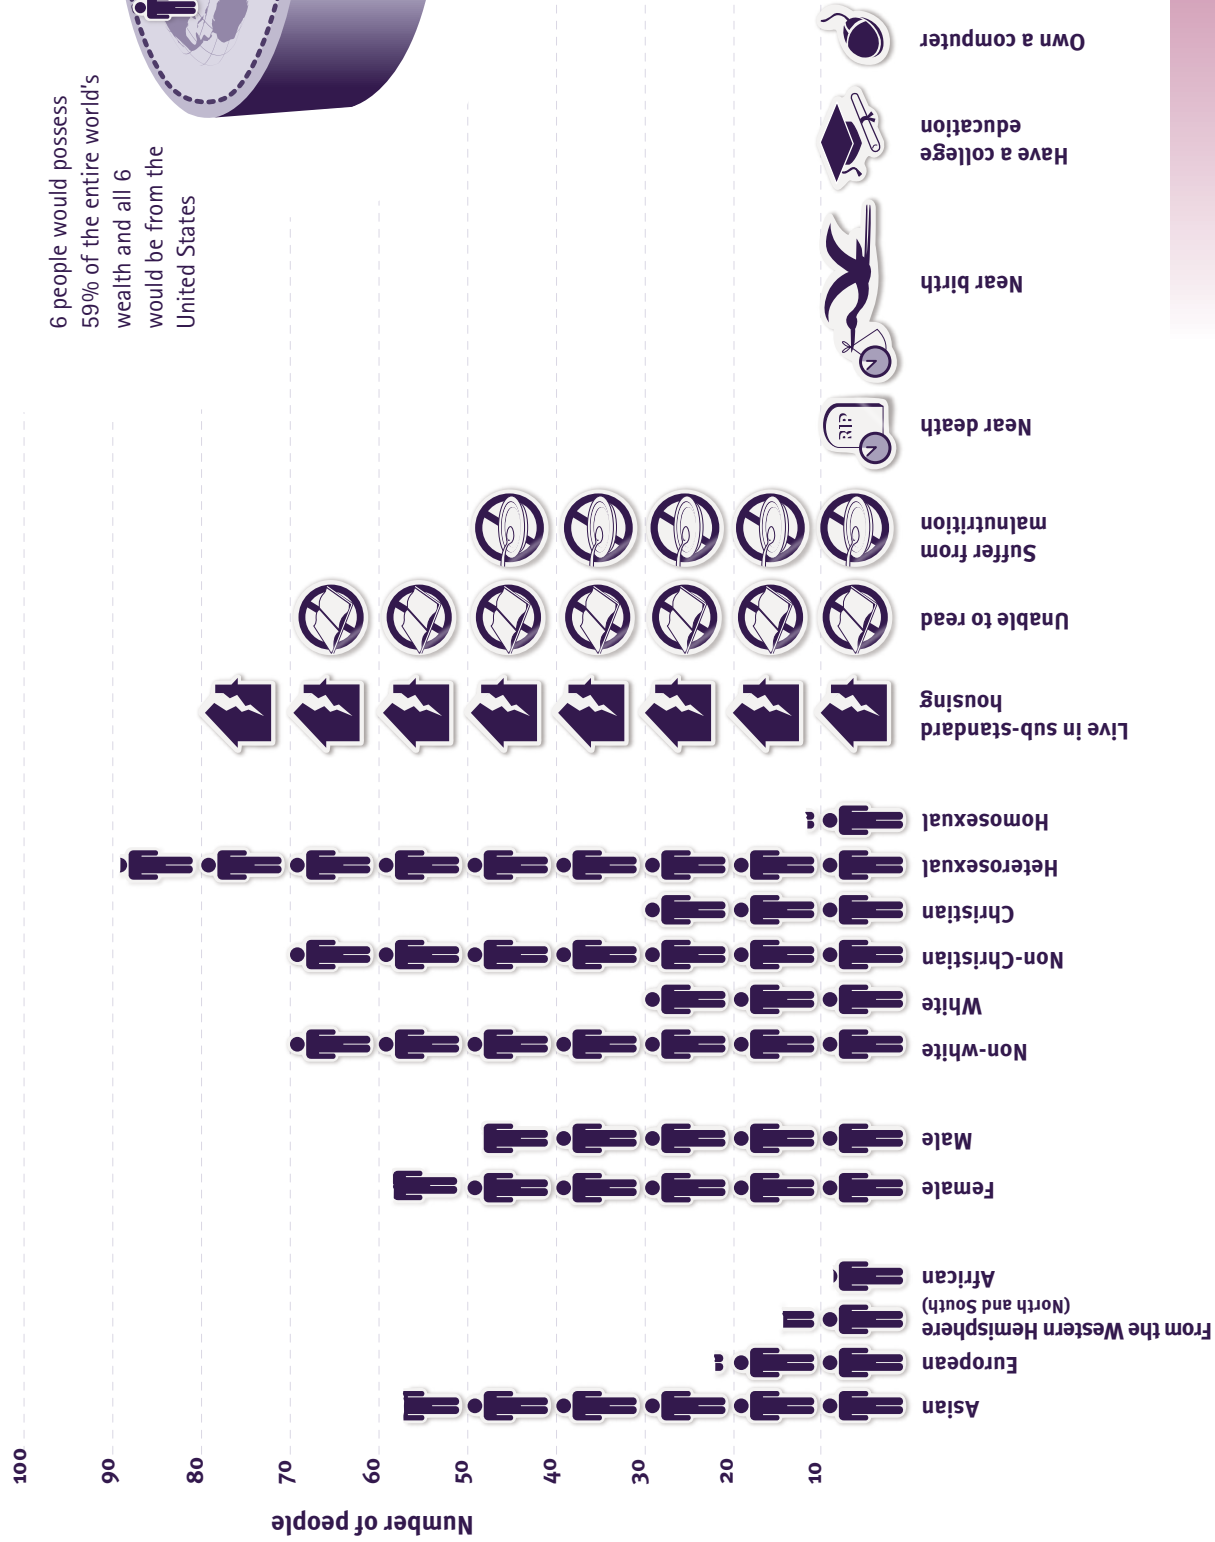 6 people would possess
59% of the entire world's
wealth and all 6
would be from the
United States
Number of people
100
90
80
70
60
50
40
30
20
10
Asian
European
From the Western Hemisphere
(North and South)
African
Female
Male
Non-white
White
Non-Christian
Christian
Heterosexual
Homosexual
Live in sub-standard
housing
Unable to read
Suffer from
malnutrition
Near death
RIP
Near birth
Have a college
education
Own a computer